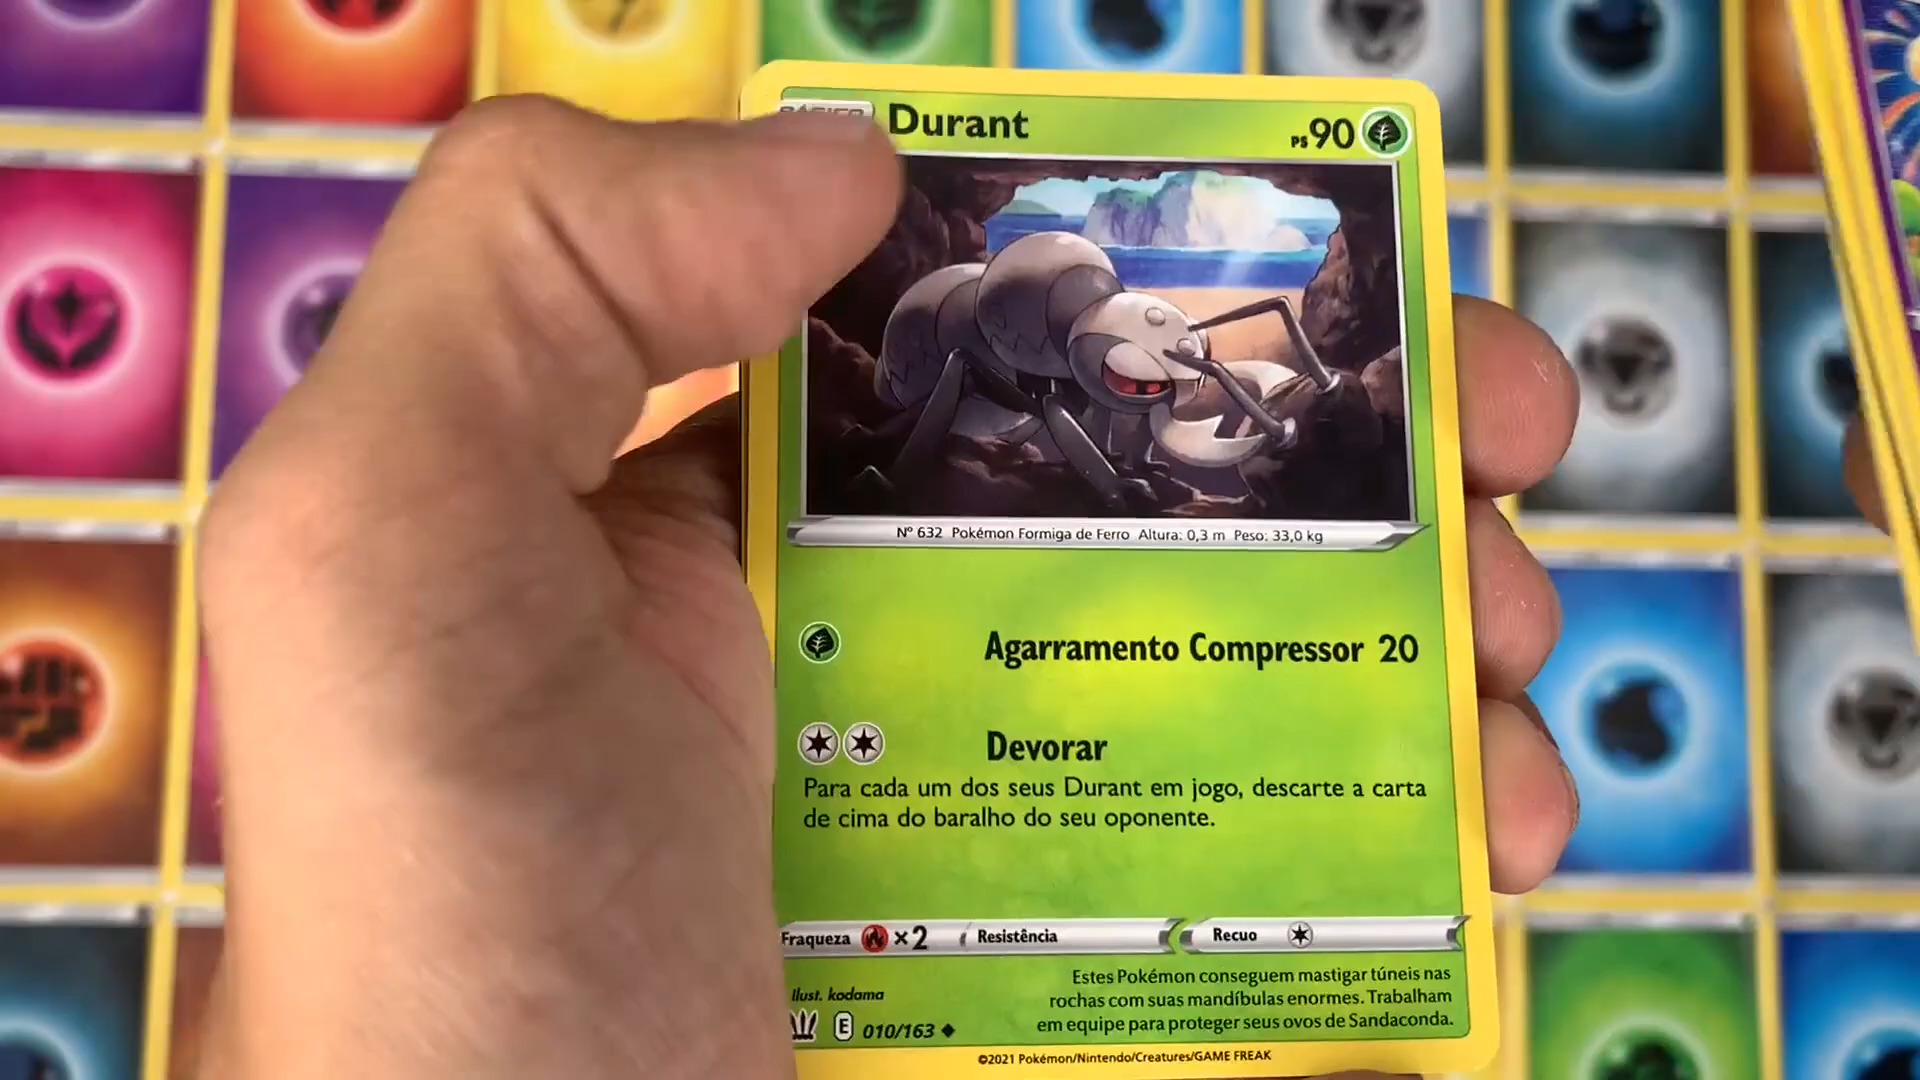 BÁSICO Durant PS 90
Nº 632 Pokémon Formiga de Ferro Altura: 0,3 m Peso: 33,0 kg
Agarramento Compressor 20
Devorar
Para cada um dos seus Durant em jogo, descarte a carta
de cima do baralho do seu oponente.
Fraqueza ×2 Resistência Recuo
Estes Pokémon conseguem mastigar túneis nas
rochas com suas mandíbulas enormes. Trabalham
em equipe para proteger seus ovos de Sandaconda.
Ilust. kodama
E 010/163
©2021 Pokémon/Nintendo/Creatures/GAME FREAK